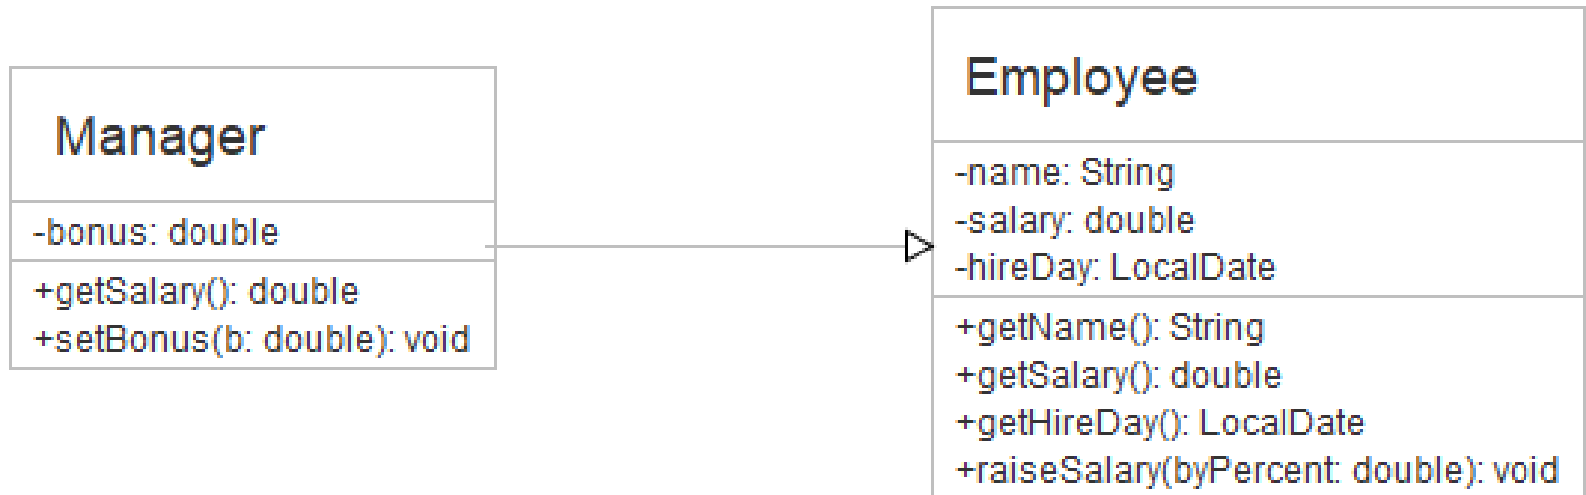 Manager
-bonus: double
+getSalary(): double
+setBonus(b: double): void
Employee
-name: String
-salary: double
-hireDay: LocalDate
+getName(): String
+getSalary(): double
+getHireDay(): LocalDate
+raiseSalary(byPercent: double): void